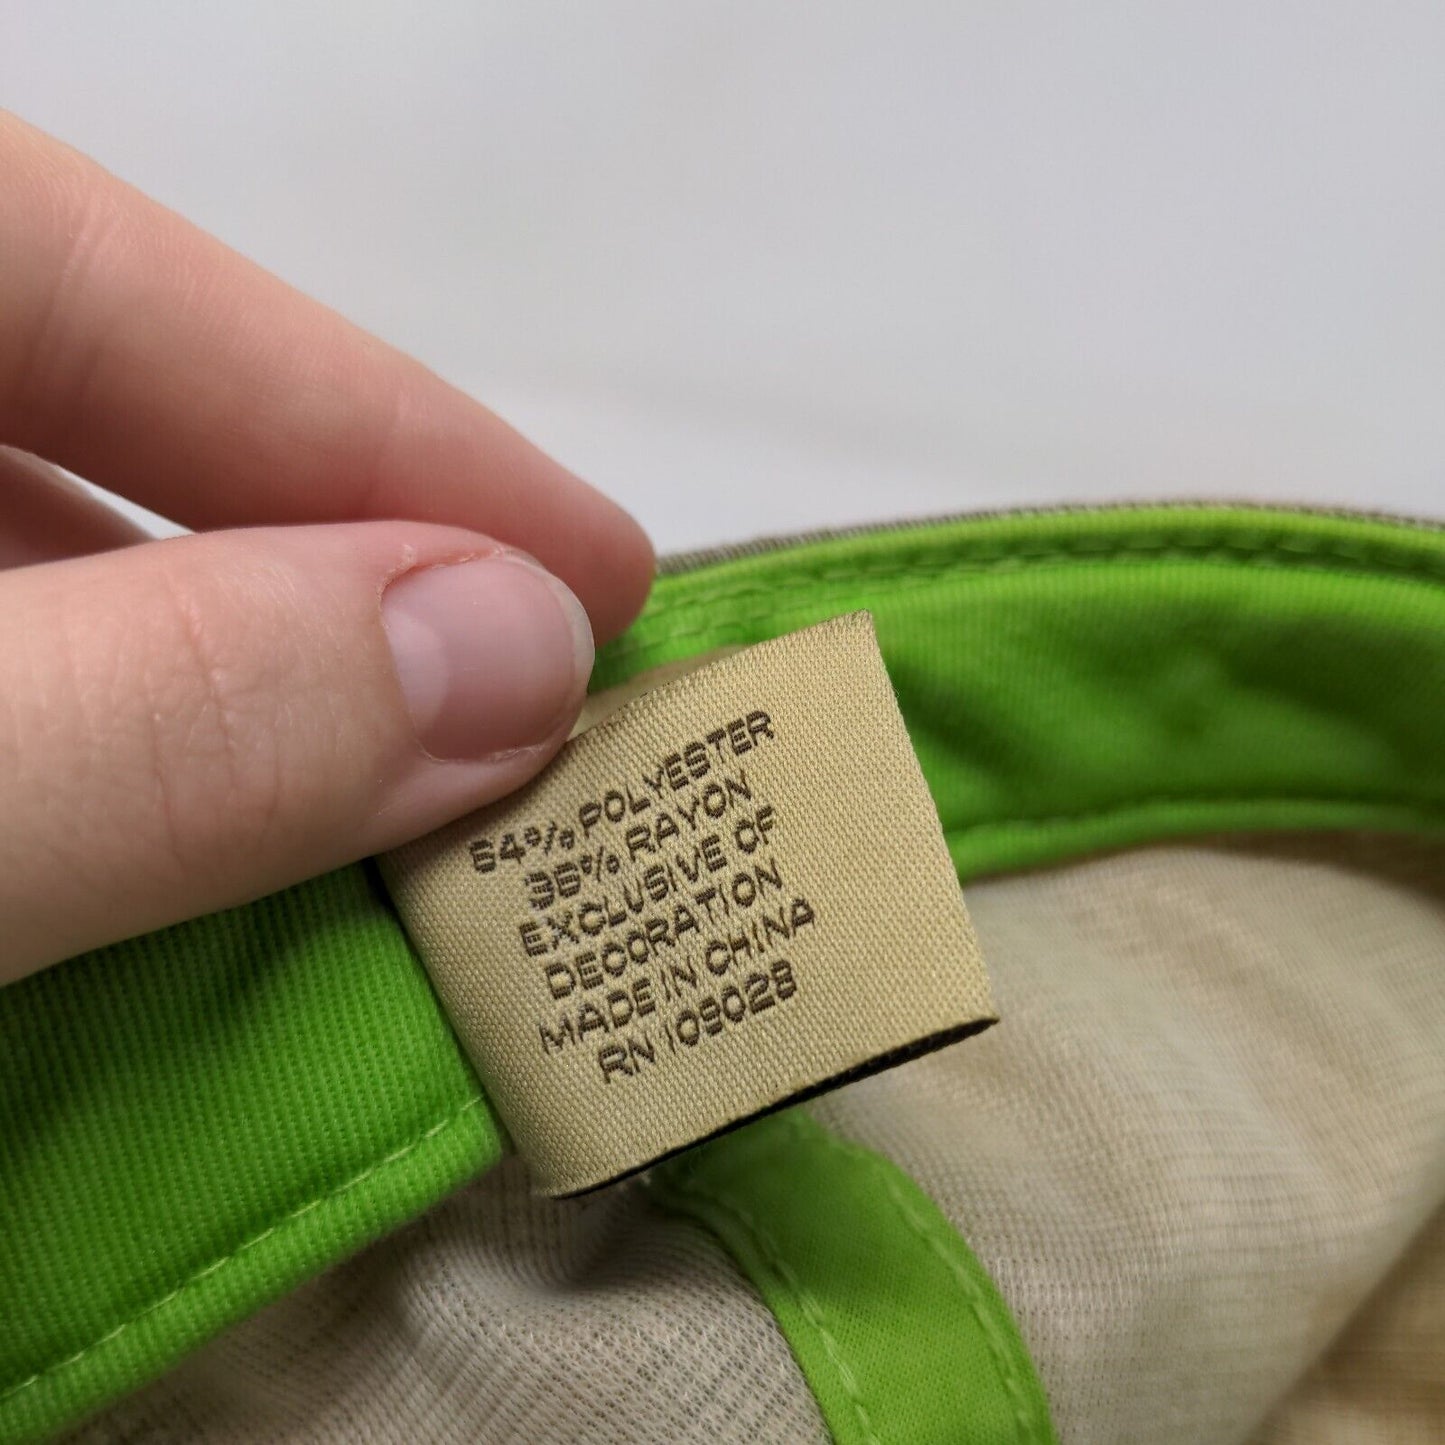 64% POLYESTER
36% RAYON
EXCLUSIVE OF
DECORATION
MADE IN CHINA
RN 109028